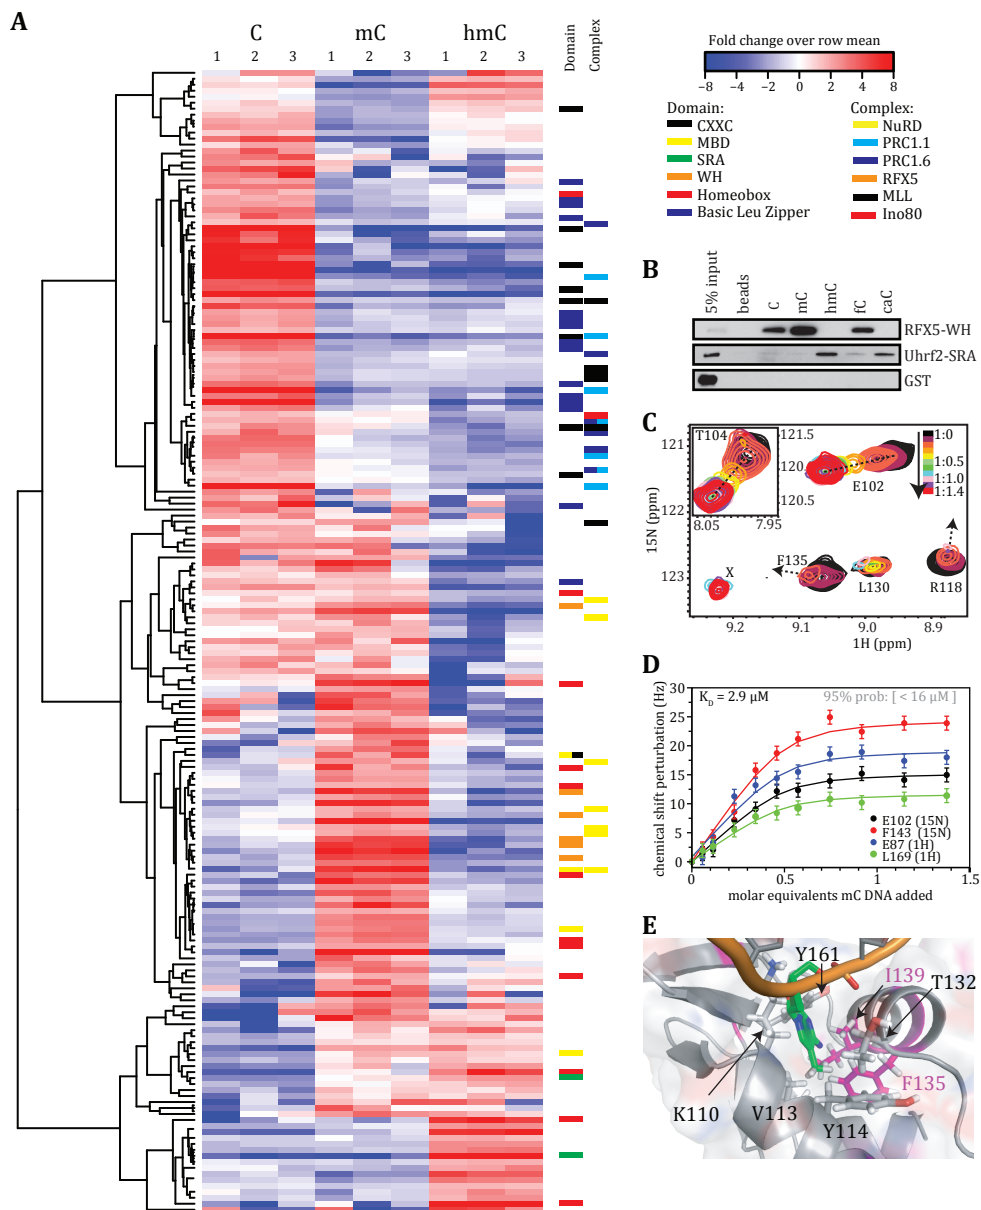 A
C mC hmC
1 2 3 1 2 3 1 2 3
Domain
Complex
Fold change over row mean
−8 −6 −4 −2 0 2 4 6 8
Domain:
CXXC
MBD
SRA
WH
Homeobox
Basic Leu Zipper
Complex:
NuRD
PRC1.1
PRC1.6
RFX5
MLL
Ino80
B
5% input
beads
C
mC
hmC
fC
caC
RFX5-WH
Uhrf2-SRA
GST
C
121
122
123
15N (ppm)
T104
121.5
120.
120.5
8.05
7.95
E102
1:0
1:0.5
1:1.0
1:1.4
X
F135
L130
R118
9.2 9.1 9.0 8.9
1H (ppm)
D
30
25
20
15
10
5
0
chemical shift perturbation (Hz)
KD = 2.9 µM
95% prob: [ < 16 µM ]
E102 (15N)
F143 (15N)
E87 (1H)
L169 (1H)
0 0.5 1 1.5
molar equivalents mC DNA added
E
Y161
I139
T132
F135
K110
V113
Y114